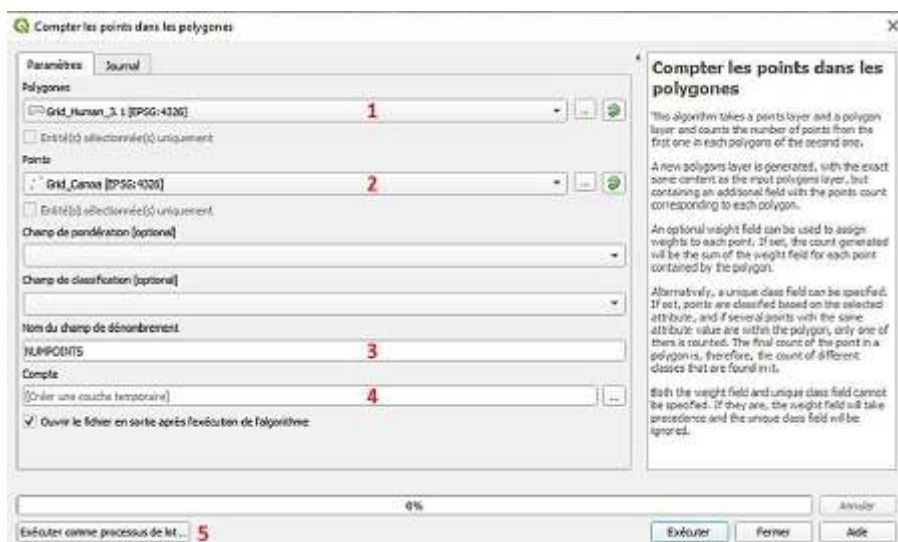 Compter les points dans les polygones
Paramètres
Journal
Polygones
Grid_Human_3. 1 [EPSG:4326]
1
...
Entité(s) sélectionnée(s) uniquement
Points
Grid_Canoa [EPSG:4326]
2
...
Entité(s) sélectionnée(s) uniquement
Champ de pondération [optional]
Champ de classification [optional]
Nom du champ de dénombrement
NUMPOINTS
3
Compte
[Créer une couche temporaire]
4
...
Ouvrir le fichier en sortie après l'exécution de l'algorithme
Compter les points dans les
polygones
This algorithm takes a points layer and a polygon
layer and counts the number of points from the
first one in each polygons of the second one.
A new polygons layer is generated, with the exact
same content as the input polygons layer, but
containing an additional field with the points count
corresponding to each polygon.
An optional weight field can be used to assign
weights to each point. If set, the count generated
will be the sum of the weight field for each point
contained by the polygon.
Alternatively, a unique class field can be specified.
If set, points are classified based on the selected
attribute, and if several points with the same
attribute value are within the polygon, only one of
them is counted. The final count of the point in a
polygon is, therefore, the count of different
classes that are found in it.
Both the weight field and unique class field cannot
be specified. If they are, the weight field will take
precedence and the unique class field will be
ignored.
0%
Annuler
Exécuter comme processus de lot...
5
Exécuter
Fermer
Aide